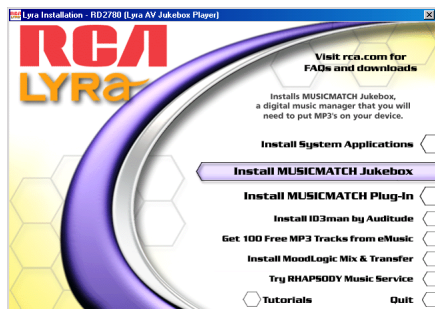 Lyra Installation - RD2780 (Lyra AV Jukebox Player)
RCA
LYRA
Visit rca.com for
FAQs and downloads
Installs MUSICMATCH Jukebox,
a digital music manager that you will
need to put MP3's on your device.
Install System Applications
Install MUSICMATCH Jukebox
Install MUSICMATCH Plug-In
Install ID3man by Auditude
Get 100 Free MP3 Tracks from eMusic
Install MoodLogic Mix & Transfer
Try RHAPSODY Music Service
Tutorials
Quit